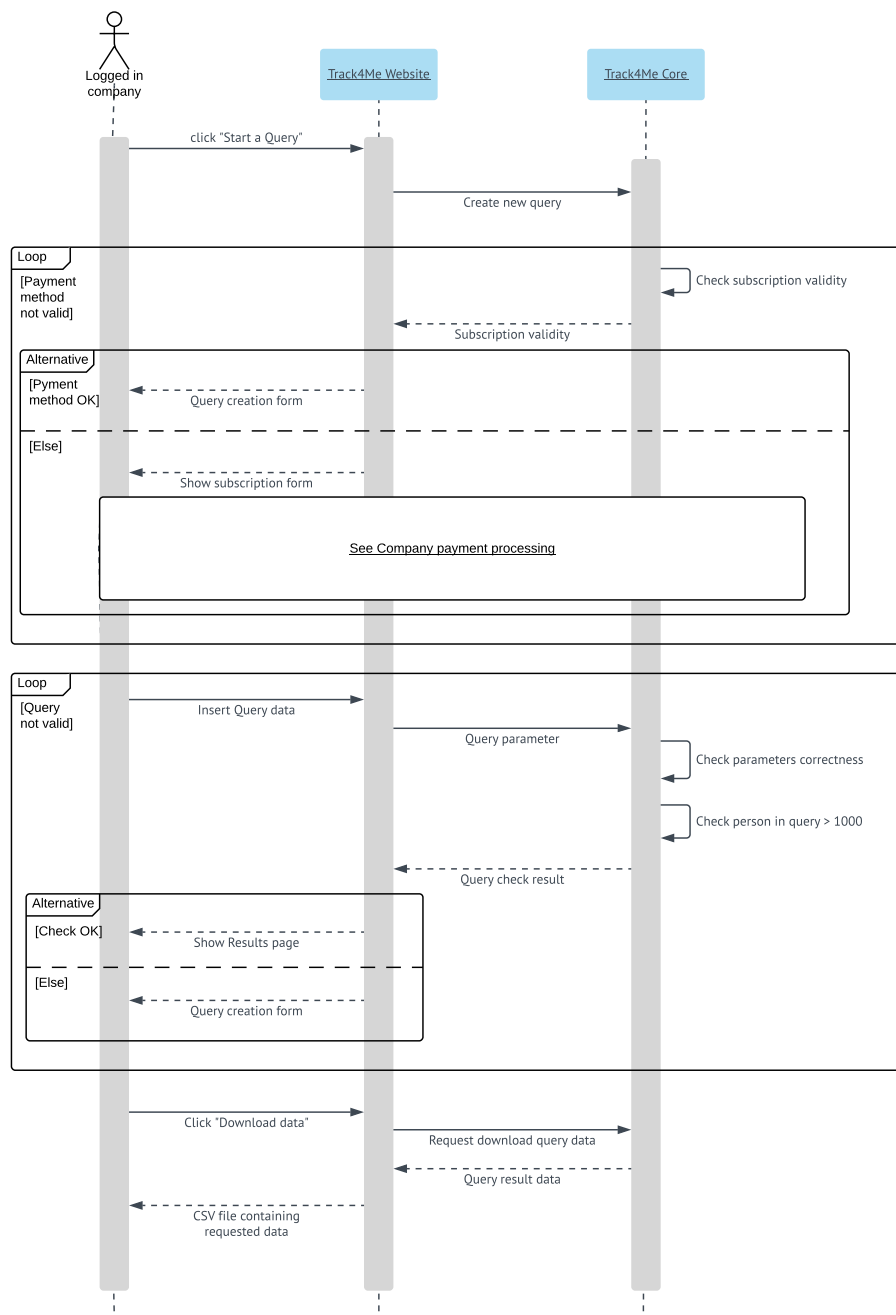 Logged in
company
Track4Me Website
Track4Me Core
click "Start a Query"
Create new query
Loop
[Payment
method
not valid]
Check subscription validity
Subscription validity
Alternative
[Pyment
method OK]
Query creation form
[Else]
Show subscription form
See Company payment processing
Loop
[Query
not valid]
Insert Query data
Query parameter
Check parameters correctness
Check person in query > 1000
Query check result
Alternative
[Check OK]
Show Results page
[Else]
Query creation form
Click "Download data"
Request download query data
Query result data
CSV file containing
requested data